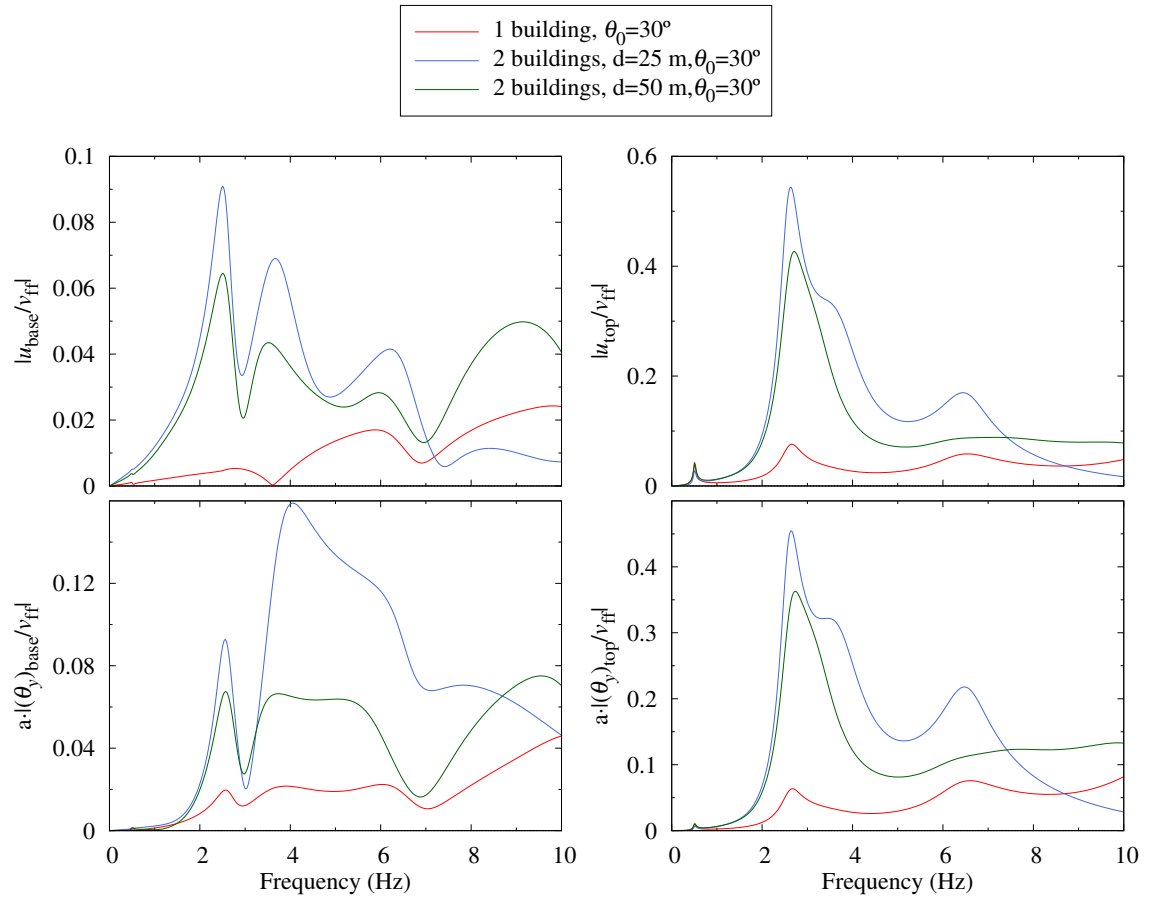 1 building, θ0=30º
2 buildings, d=25 m,θ0=30º
2 buildings, d=50 m,θ0=30º
|ubase/vff|
0.1
0.08
0.06
0.04
0.02
0
|utop/vff|
0.6
0.4
0.2
0
a·|(θy)base/vff|
0.12
0.08
0.04
0
0 2 4 6 8 10
Frequency (Hz)
a·|(θy)top/vff|
0.4
0.3
0.2
0.1
0
0 2 4 6 8 10
Frequency (Hz)